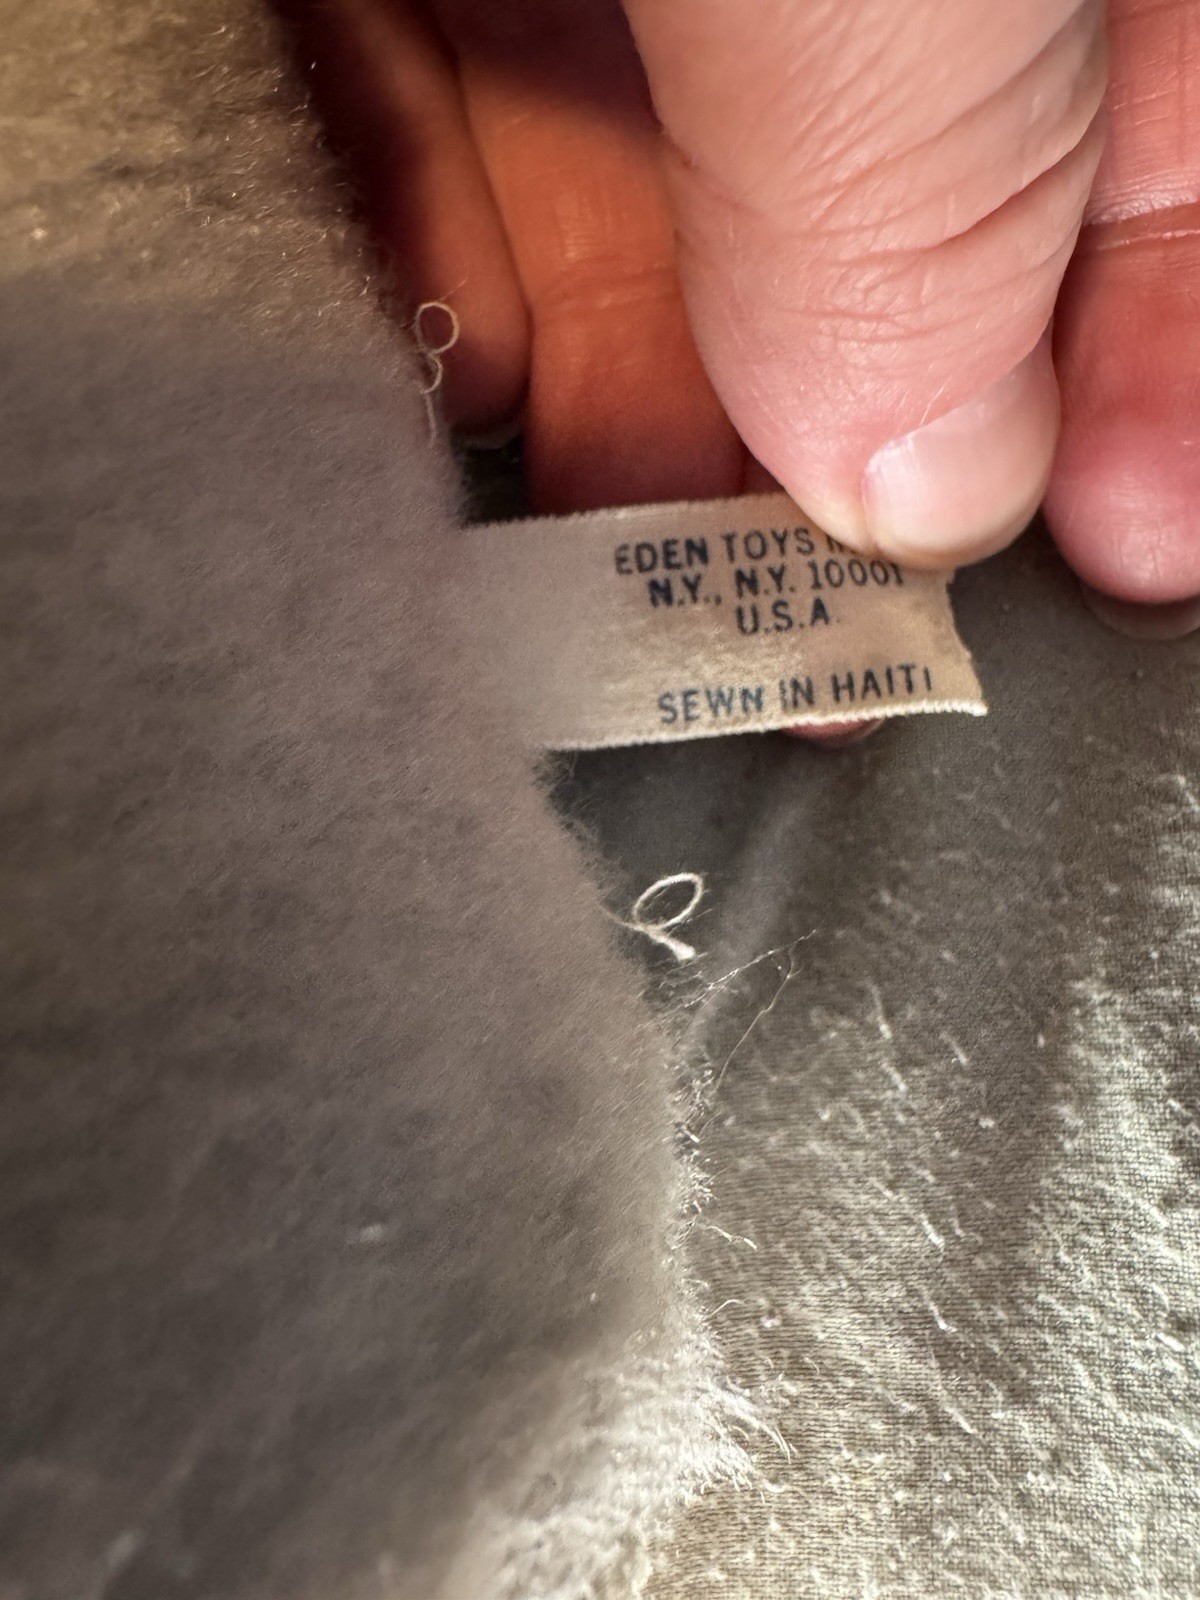 EDEN TOYS
N.Y., N.Y. 10001
U.S.A.
SEWN IN HAITI